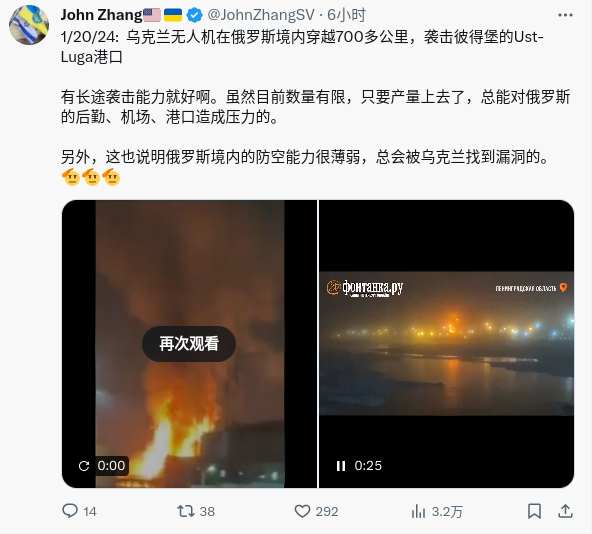 John Zhang @JohnZhangSV · 6小时
1/20/24: 乌克兰无人机在俄罗斯境内穿越700多公里，袭击彼得堡的Ust-
Luga港口
有长途袭击能力就好啊。虽然目前数量有限，只要产量上去了，总能对俄罗斯
的后勤、机场、港口造成压力的。
另外，这也说明俄罗斯境内的防空能力很薄弱，总会被乌克兰找到漏洞的。
фонтанка.ру
ЛЕНИНГРАДСКАЯ ОБЛАСТЬ
再次观看
0:00
0:25
14 38 292 3.2万